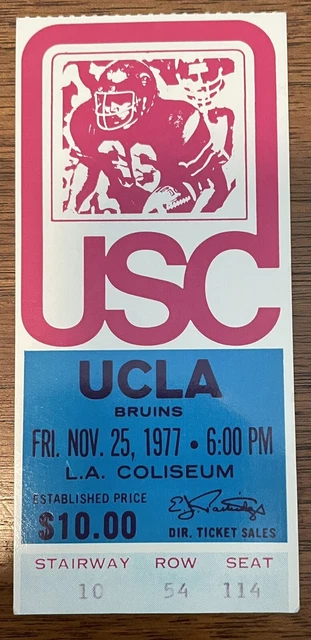 USC
UCLA
BRUINS
FRI. NOV. 25, 1977 • 6:00 PM
L.A. COLISEUM
ESTABLISHED PRICE
$10.00
DIR. TICKET SALES
STAIRWAY ROW SEAT
10 54 114